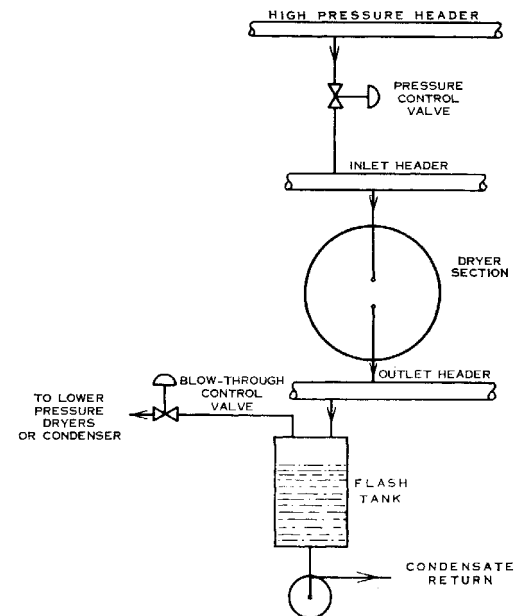 HIGH PRESSURE HEADER
PRESSURE
CONTROL
VALVE
INLET HEADER
DRYER
SECTION
OUTLET HEADER
BLOW-THROUGH
CONTROL
VALVE
TO LOWER
PRESSURE
DRYERS
OR CONDENSER
FLASH
TANK
CONDENSATE
RETURN